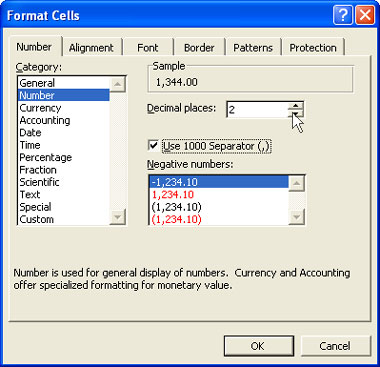 Format Cells
Number Alignment Font Border Patterns Protection
Category:
General
Number
Currency
Accounting
Date
Time
Percentage
Fraction
Scientific
Text
Special
Custom
Sample
1,344.00
Decimal places: 2
Use 1000 Separator (,)
Negative numbers:
-1,234.10
1,234.10
(1,234.10)
(1,234.10)
Number is used for general display of numbers. Currency and Accounting
offer specialized formatting for monetary value.
OK Cancel